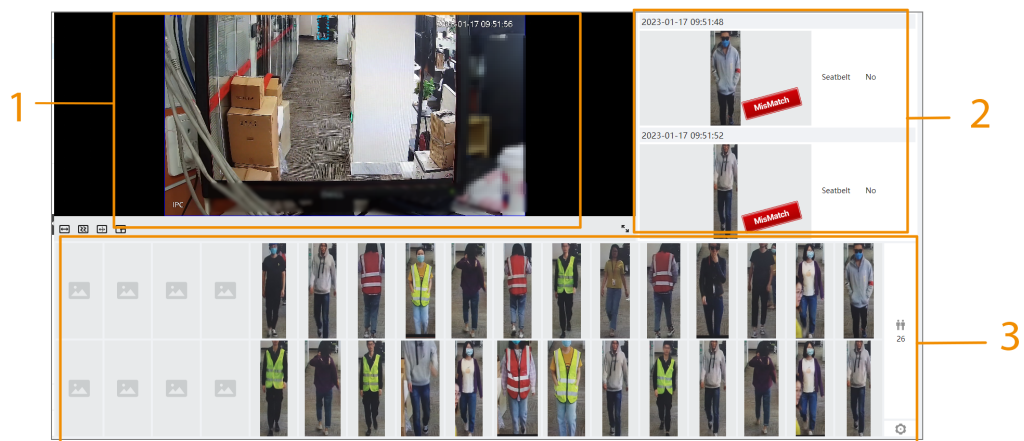 1
2023-01-17 09:51:56
IPC
2023-01-17 09:51:48
Seatbelt No
MisMatch
2023-01-17 09:51:52
Seatbelt No
MisMatch
2
26
3